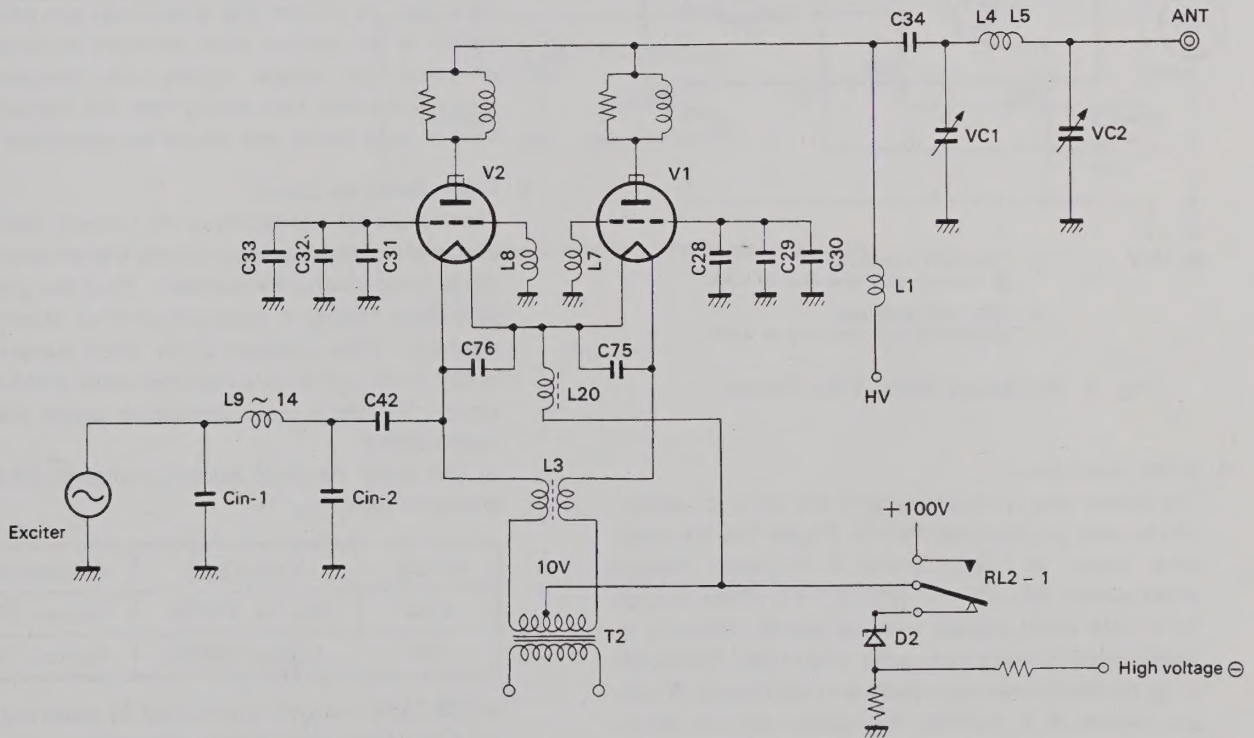 C34
L4 L5
ANT
VC1
VC2
V2
V1
C33
C32
C31
L8
L7
C28
C29
C30
L1
HV
C76
C75
L20
L9 ~ 14
C42
Cin-1
Cin-2
Exciter
L3
10V
T2
+100V
RL2-1
D2
High voltage ⊖